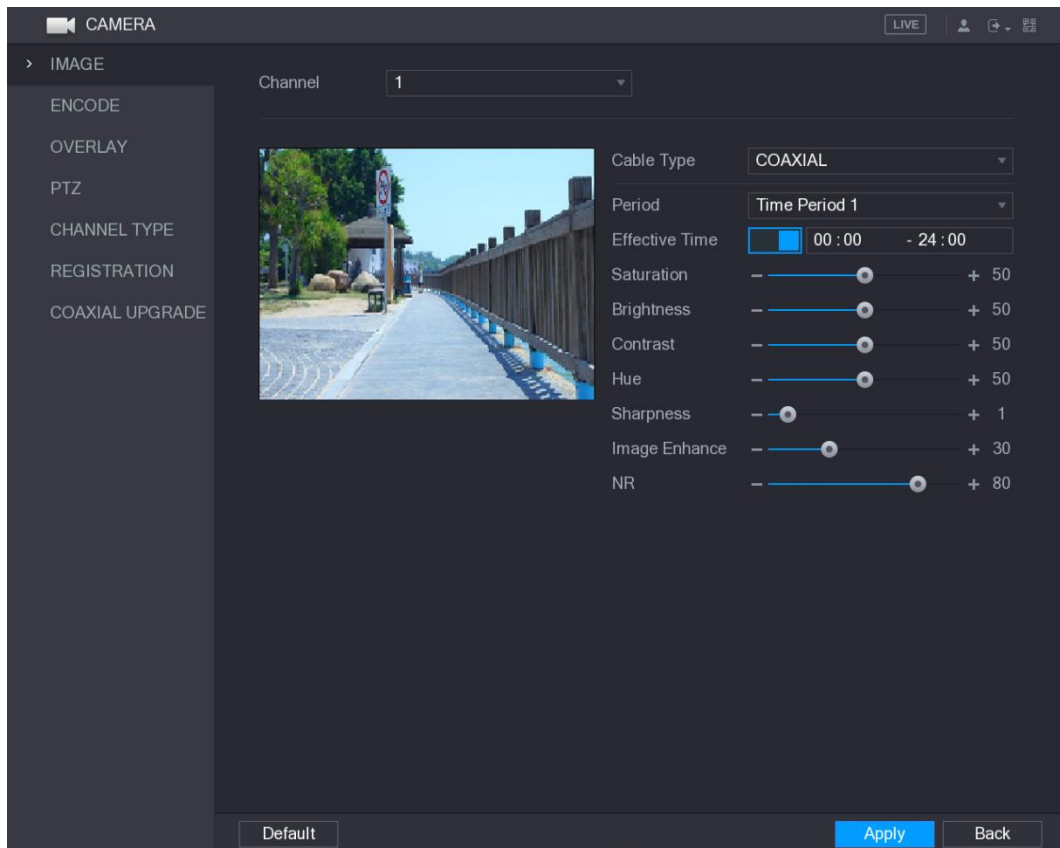 CAMERA
LIVE
IMAGE
ENCODE
OVERLAY
PTZ
CHANNEL TYPE
REGISTRATION
COAXIAL UPGRADE
Channel 1
Cable Type COAXIAL
Period Time Period 1
Effective Time 00 : 00 - 24 : 00
Saturation 50
Brightness 50
Contrast 50
Hue 50
Sharpness 1
Image Enhance 30
NR 80
Default Apply Back